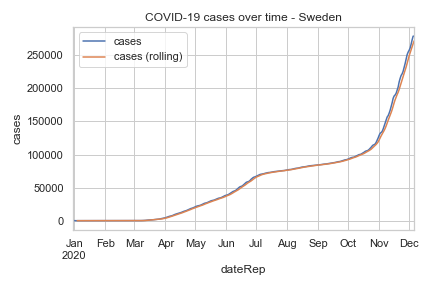 COVID-19 cases over time - Sweden
cases
cases (rolling)
250000
200000
150000
100000
50000
0
cases
Jan Feb Mar Apr May Jun Jul Aug Sep Oct Nov Dec
2020
dateRep